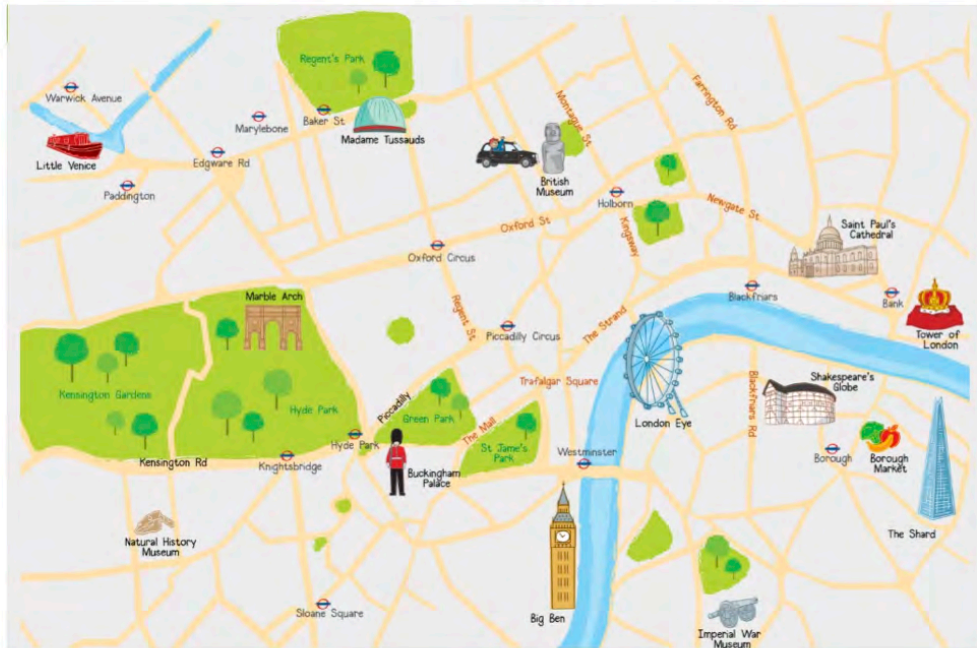 Regent's Park
Warwick Avenue
Marylebone
Baker St
Madame Tussauds
Montague St
Farrington Rd
Little Venice
Edgware Rd
Paddington
British
Museum
Holborn
Newgate St
Oxford St
Kingsway
Saint Paul's
Cathedral
Oxford Circus
Marble Arch
Blackfriars
Bank
Regent St
Piccadilly Circus
The Strand
Tower of
London
Trafalgar Square
Shakespeare's
Globe
Kensington Gardens
Hyde Park
Piccadilly
Green Park
The Mall
London Eye
Blackfriars Rd
Hyde Park
St Jame's
Park
Kensington Rd
Knightsbridge
Buckingham
Palace
Westminster
Borough
Borough
Market
Natural History
Museum
The Shard
Sloane Square
Big Ben
Imperial War
Museum